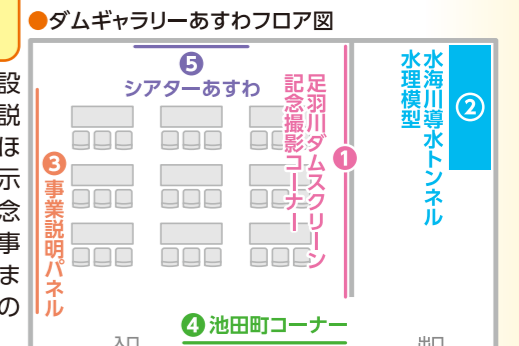 ●ダムギャラリーあすわフロア図
5
シアターあすわ
1
足羽川ダムスクリーン
記念撮影コーナー
2
水海川導水トンネル
水理模型
3 事業説明パネル
4 池田町コーナー
入口
出口
設
説
ほ
示
念
事
ま
の